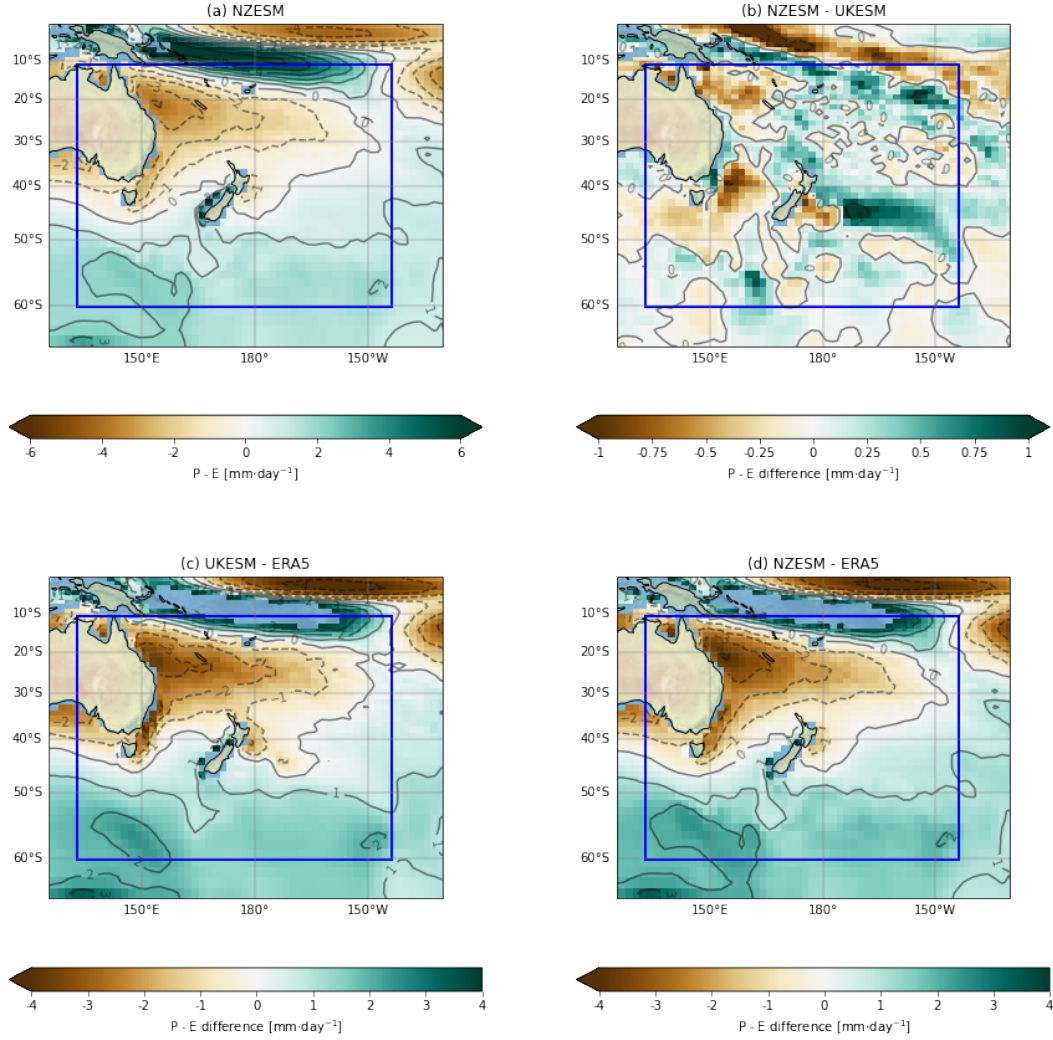 (a) NZESM
(b) NZESM - UKESM
10°S
20°S
30°S
40°S
50°S
60°S
150°E
180°
150°W
10°S
20°S
30°S
40°S
50°S
60°S
150°E
180°
150°W
-6
-4
-2
0
2
4
6
P - E [mm·day⁻¹]
-1
-0.75
-0.5
-0.25
0
0.25
0.5
0.75
1
P - E difference [mm·day⁻¹]
(c) UKESM - ERA5
(d) NZESM - ERA5
10°S
20°S
30°S
40°S
50°S
60°S
150°E
180°
150°W
10°S
20°S
30°S
40°S
50°S
60°S
150°E
180°
150°W
-4
-3
-2
-1
0
1
2
3
4
P - E difference [mm·day⁻¹]
-4
-3
-2
-1
0
1
2
3
4
P - E difference [mm·day⁻¹]